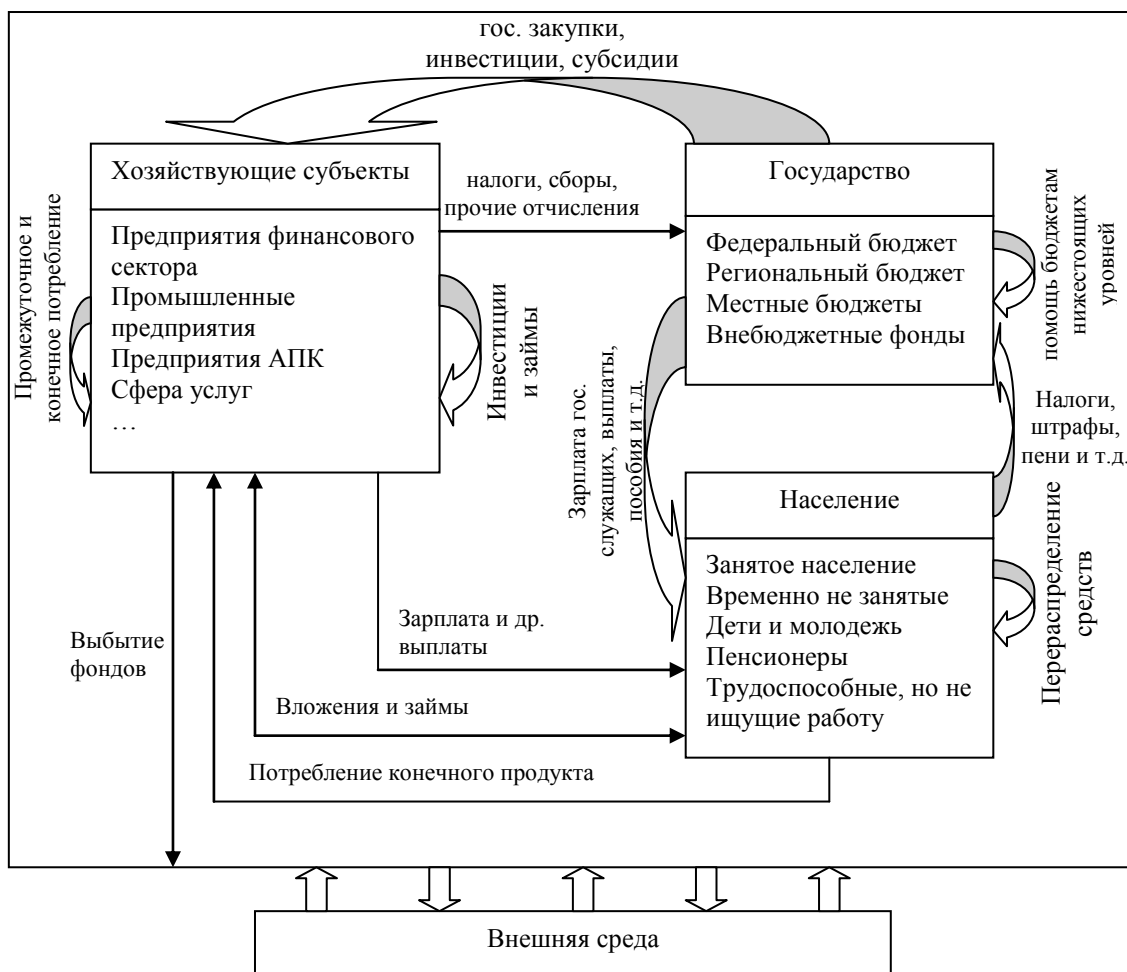 гос. закупки,
инвестиции, субсидии
Хозяйствующие субъекты
Предприятия финансового
сектора
Промышленные
предприятия
Предприятия АПК
Сфера услуг
…
Промежуточное и
конечное потребление
Инвестиции
и займы
налоги, сборы,
прочие отчисления
Государство
Федеральный бюджет
Региональный бюджет
Местные бюджеты
Внебюджетные фонды
помощь бюджетам
нижестоящих
уровней
Зарплата гос.
служащих, выплаты,
пособия и т.д.
Налоги,
штрафы,
пени и т.д.
Население
Занятое население
Временно не занятые
Дети и молодежь
Пенсионеры
Трудоспособные, но не
ищущие работу
Перераспределение
средств
Выбытие
фондов
Зарплата и др.
выплаты
Вложения и займы
Потребление конечного продукта
Внешняя среда